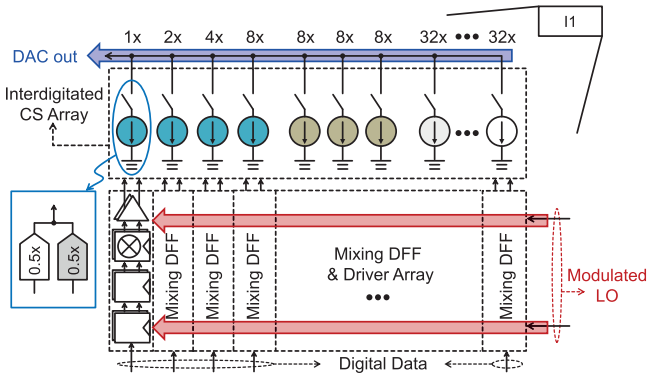 I1
1x 2x 4x 8x 8x 8x 8x 32x ••• 32x
DAC out
Interdigitated
CS Array
•••
0.5x 0.5x
Mixing DFF
Mixing DFF
Mixing DFF
Mixing DFF
& Driver Array
•••
Mixing DFF
Modulated
LO
Digital Data